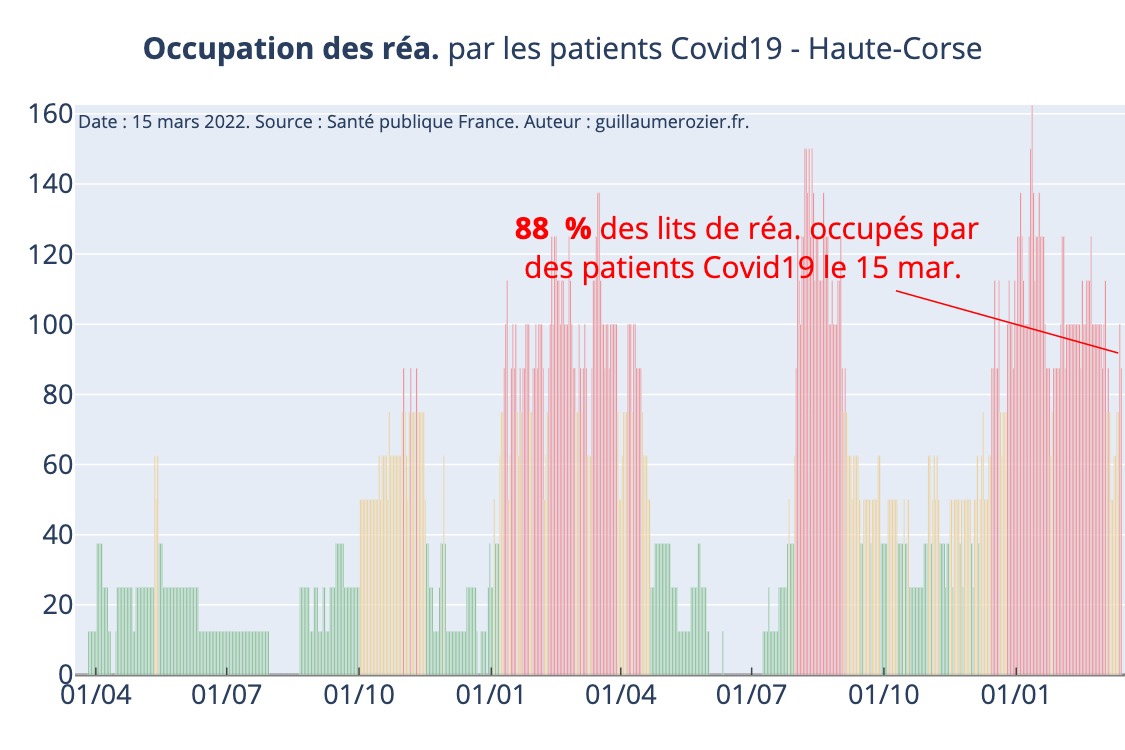 Occupation des réa. par les patients Covid19 - Haute-Corse
160
Date : 15 mars 2022. Source : Santé publique France. Auteur : guillaumerozier.fr.
140
88 % des lits de réa. occupés par
120
des patients Covid19 le 15 mar.
100
80
60
40
20
0
01/04 01/07 01/10 01/01 01/04 01/07 01/10 01/01